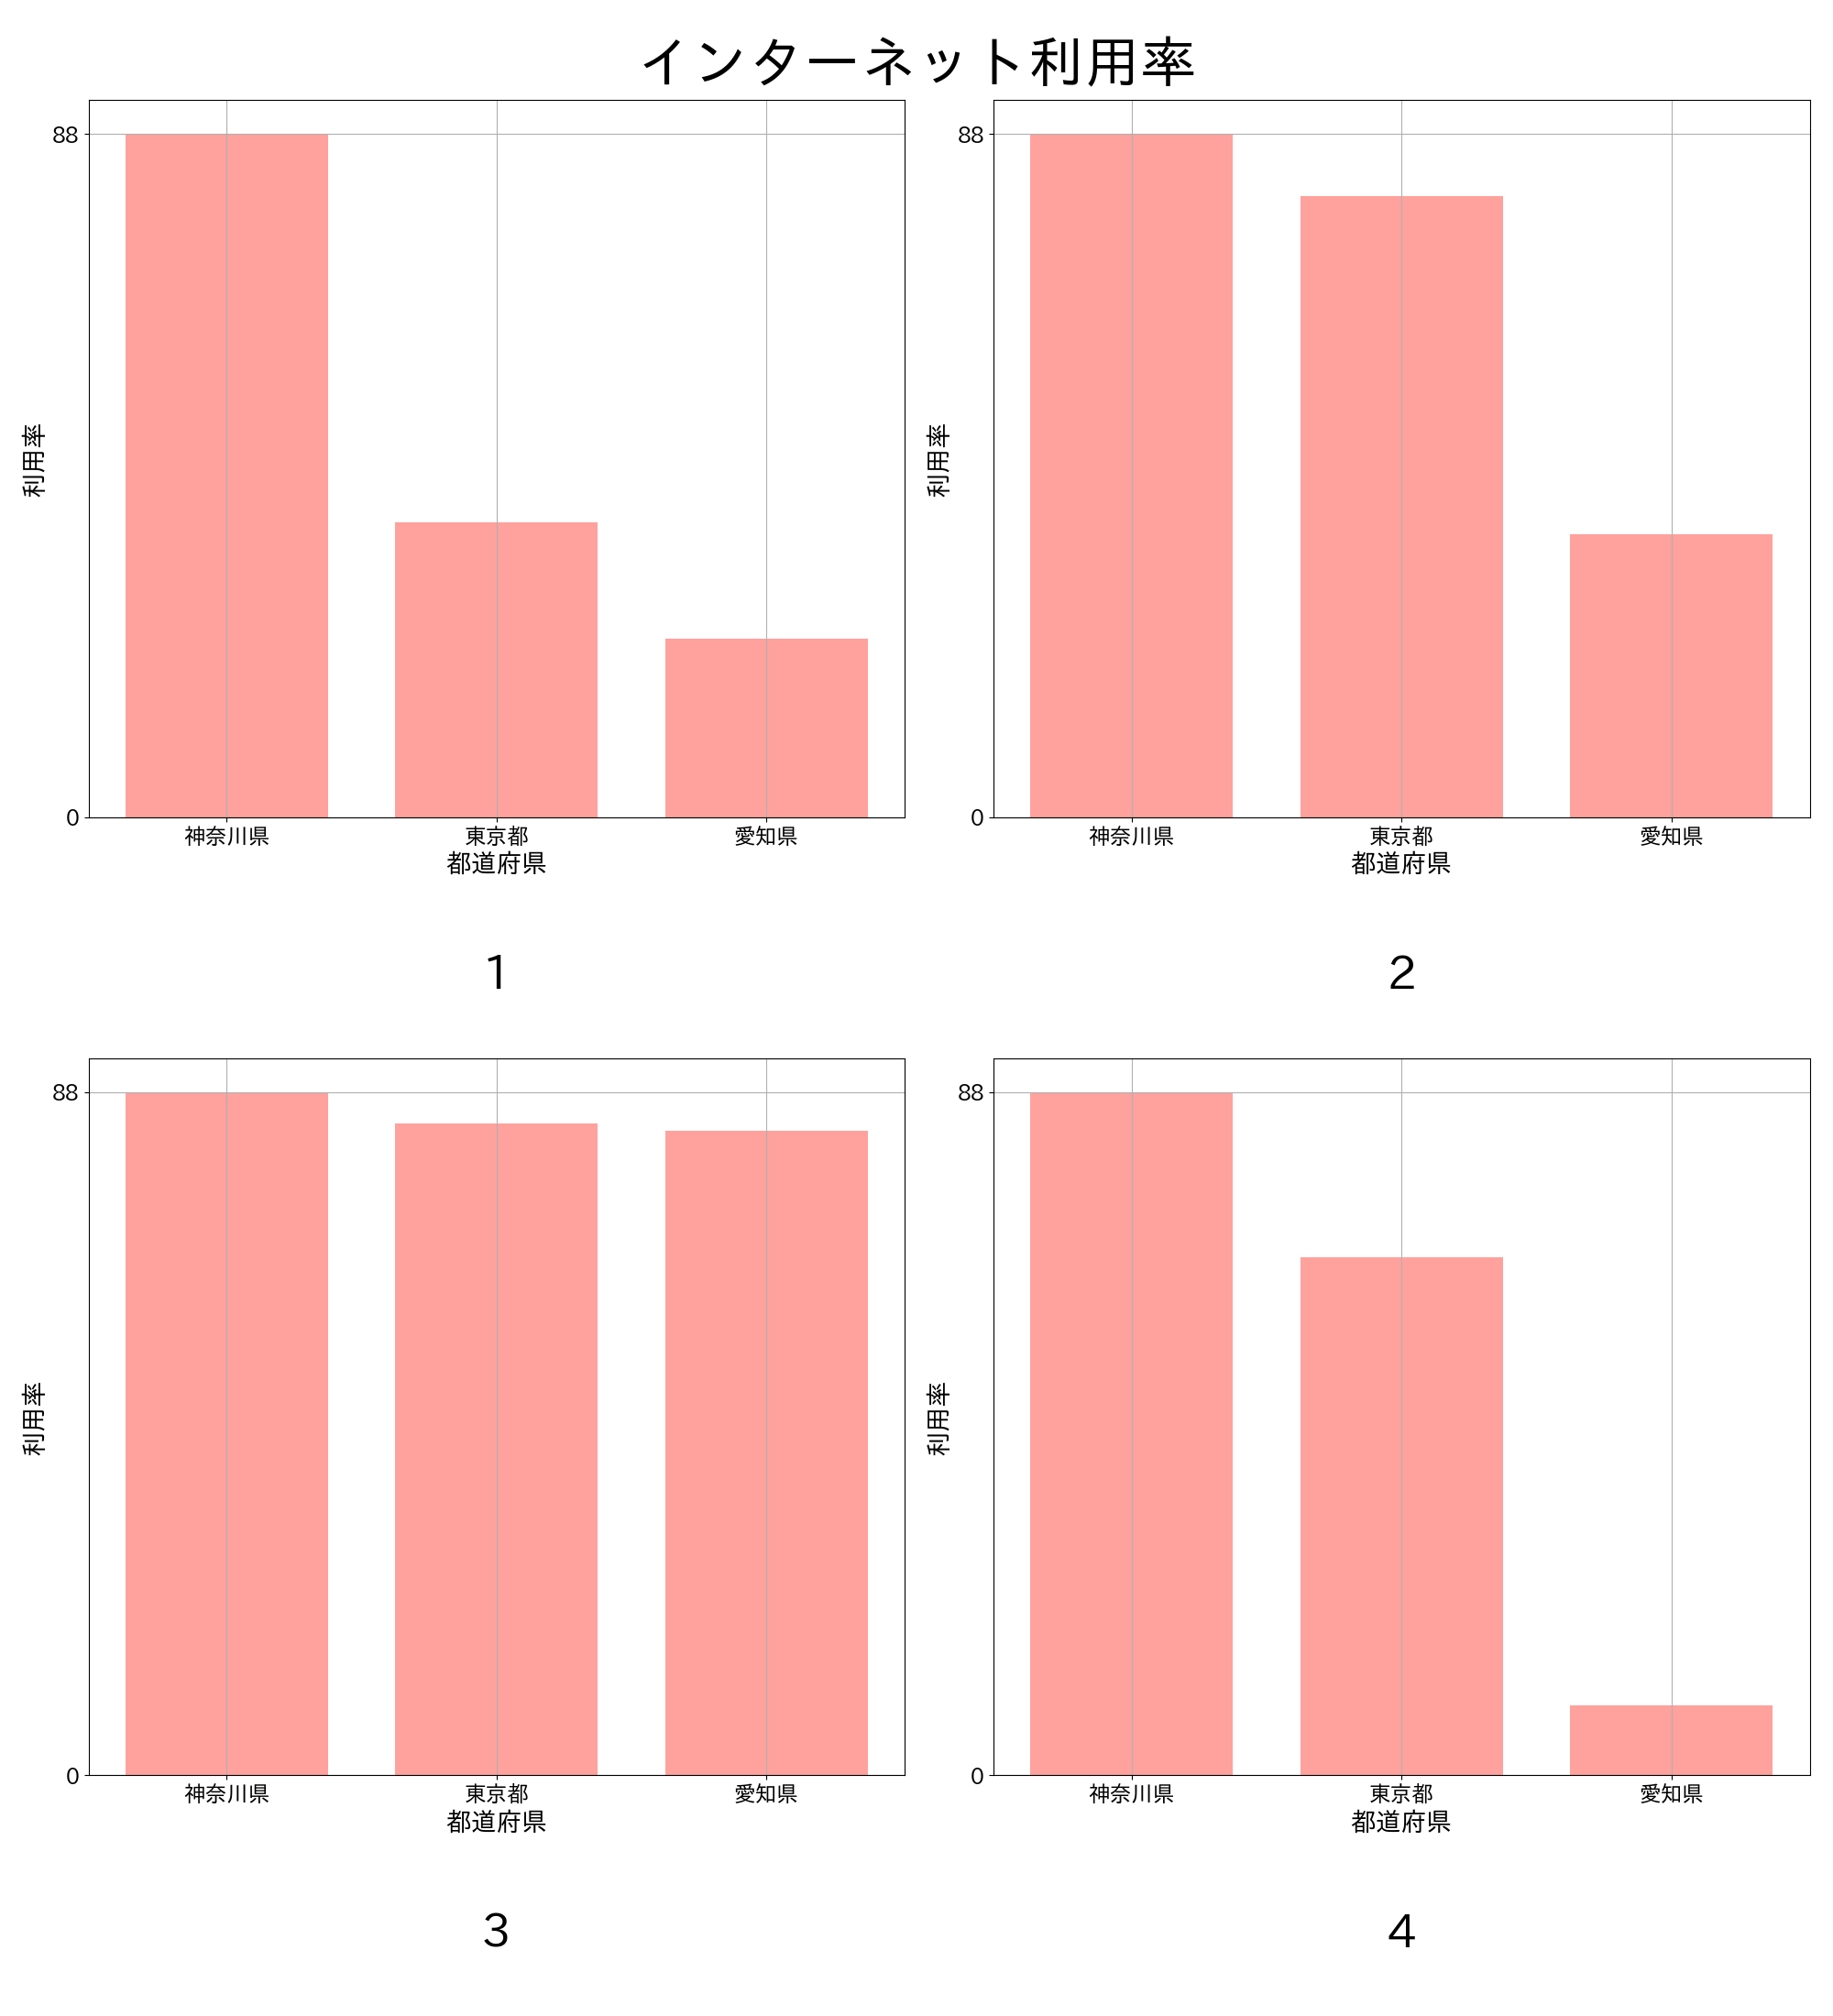 インターネット利用率
88
0
利用率
神奈川県 東京都 愛知県
都道府県
1
88
0
利用率
神奈川県 東京都 愛知県
都道府県
2
88
0
利用率
神奈川県 東京都 愛知県
都道府県
3
88
0
利用率
神奈川県 東京都 愛知県
都道府県
4